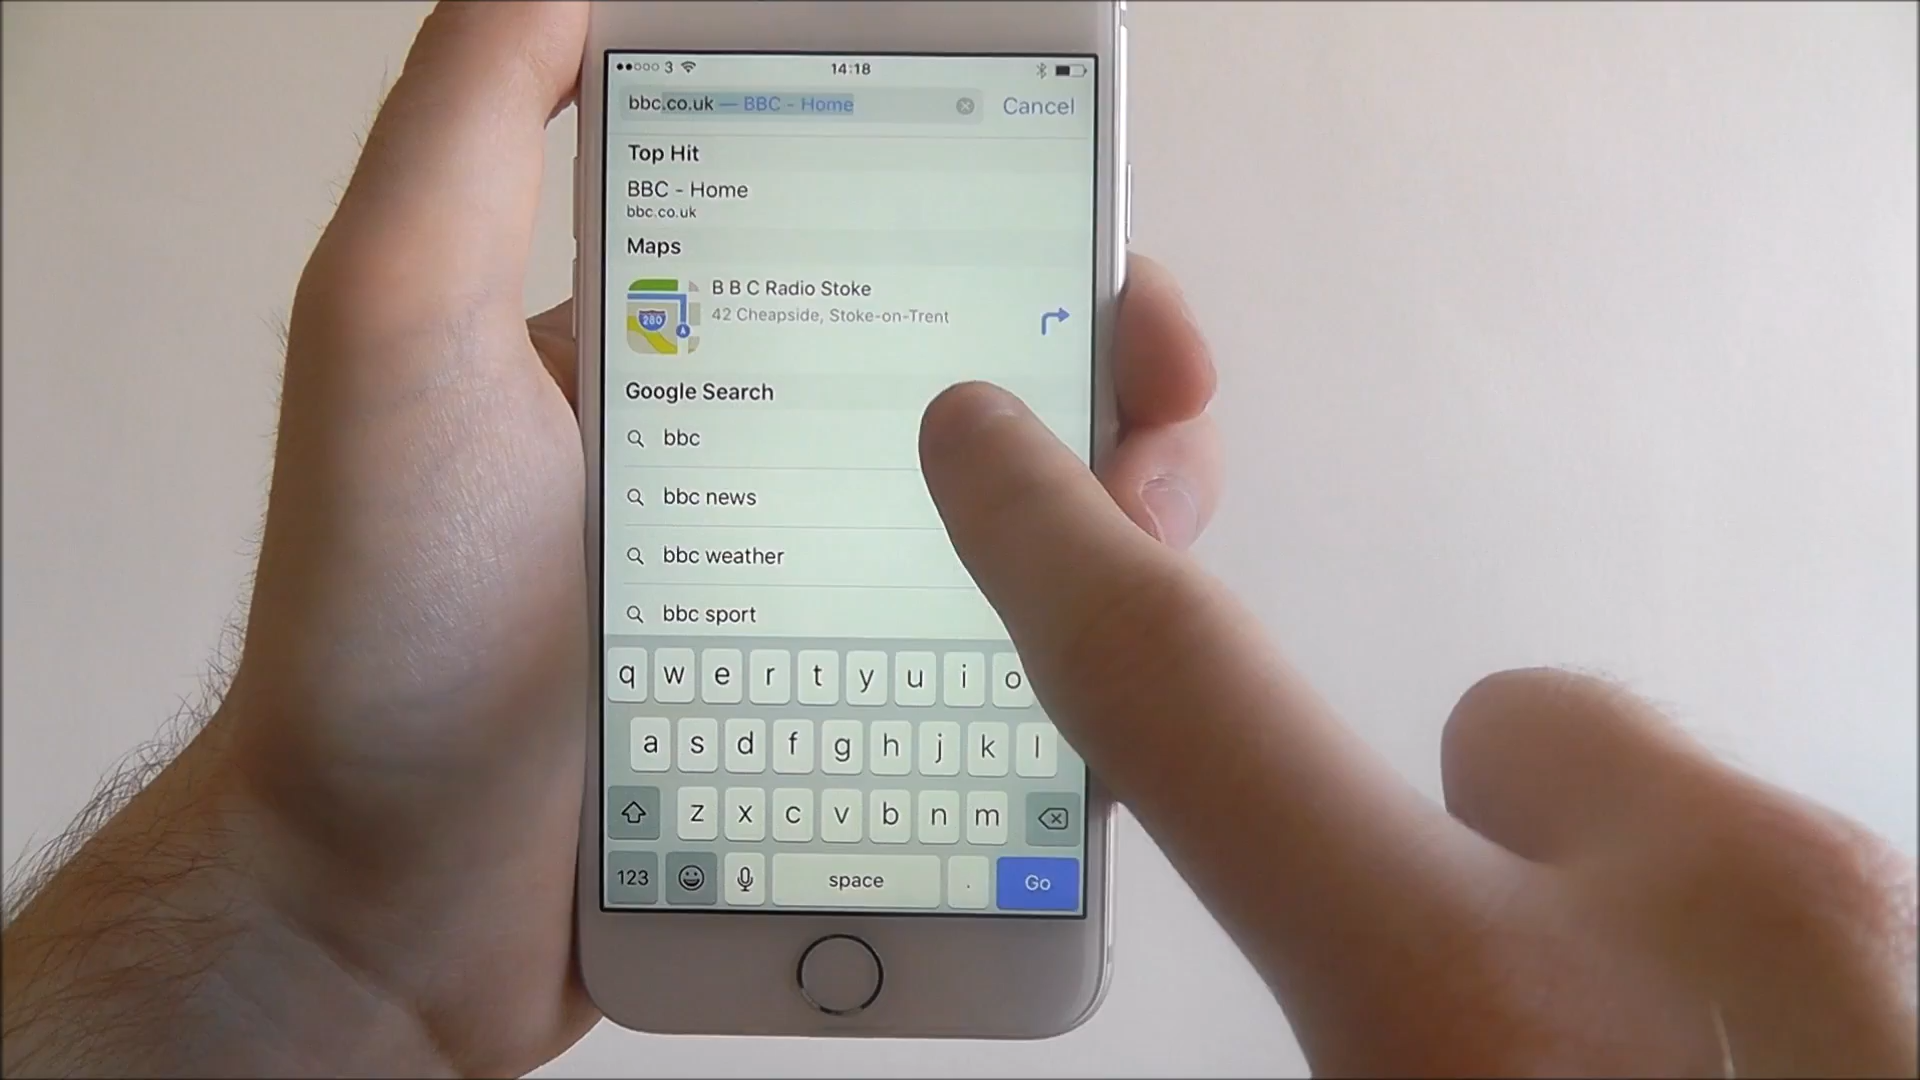 3 14:18
bbc.co.uk — BBC - Home Cancel
Top Hit
BBC - Home
bbc.co.uk
Maps
280
B B C Radio Stoke
42 Cheapside, Stoke-on-Trent
Google Search
bbc
bbc news
bbc weather
bbc sport
q w e r t y u i o
a s d f g h j k l
z x c v b n m
123 space . Go